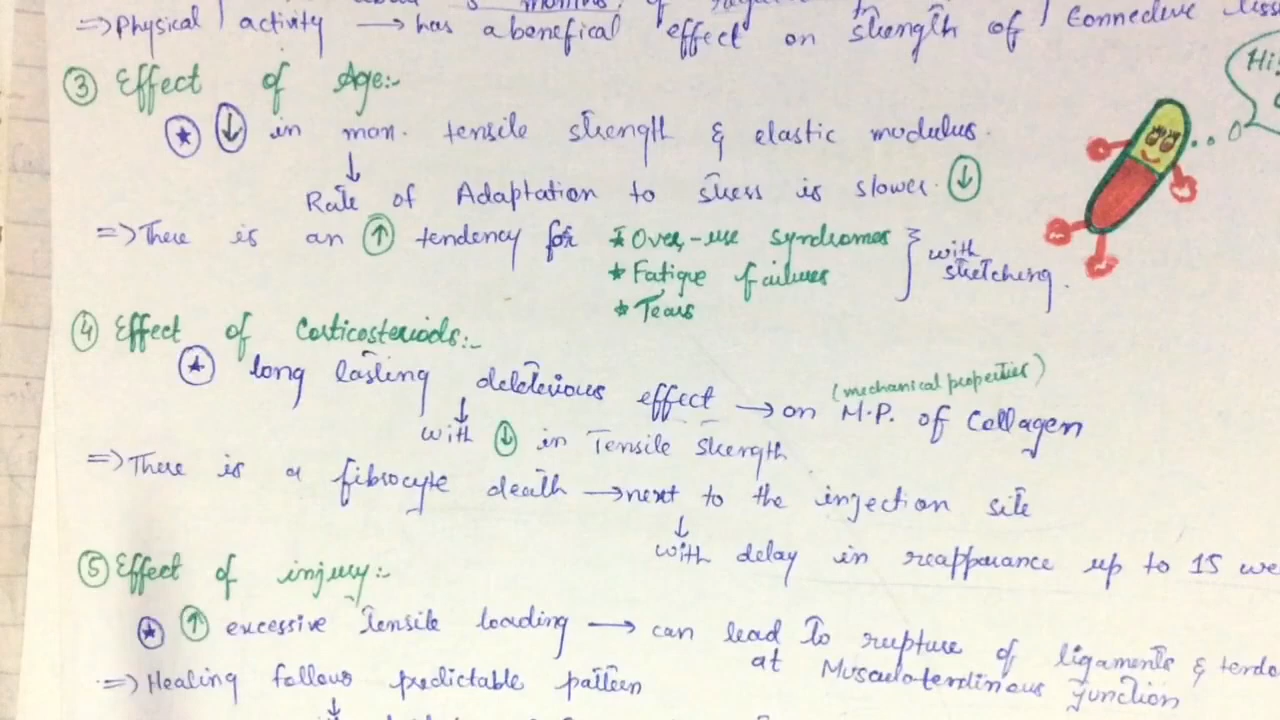 months.
⇒ Physical activity → has a benefical effect on strength of connective
③ Effect of Age:-
★ ↓ in max. tensile strength & elastic modulus.
↓
Rate of Adaptation to stress is slower. ↓
⇒ There is an ↑ tendency for ★ Over-use syndromes
★ Fatigue failures
★ Tears
} with stretching.
④ Effect of Corticosteriods:-
★ long lasting deleterious effect → on M.P. of Collagen
(mechanical properties)
↓
with ↓ in Tensile Strength
⇒ There is a fibrocyte death → next to the injection site
↓
with delay in reappearance up to 15 we
⑤ Effect of injury:-
★ ↑ excessive Tensile loading → can lead to rupture of ligaments & tendo
at Musculotendinous junction
⇒ Healing follows predictable pattern
↓
Hi!